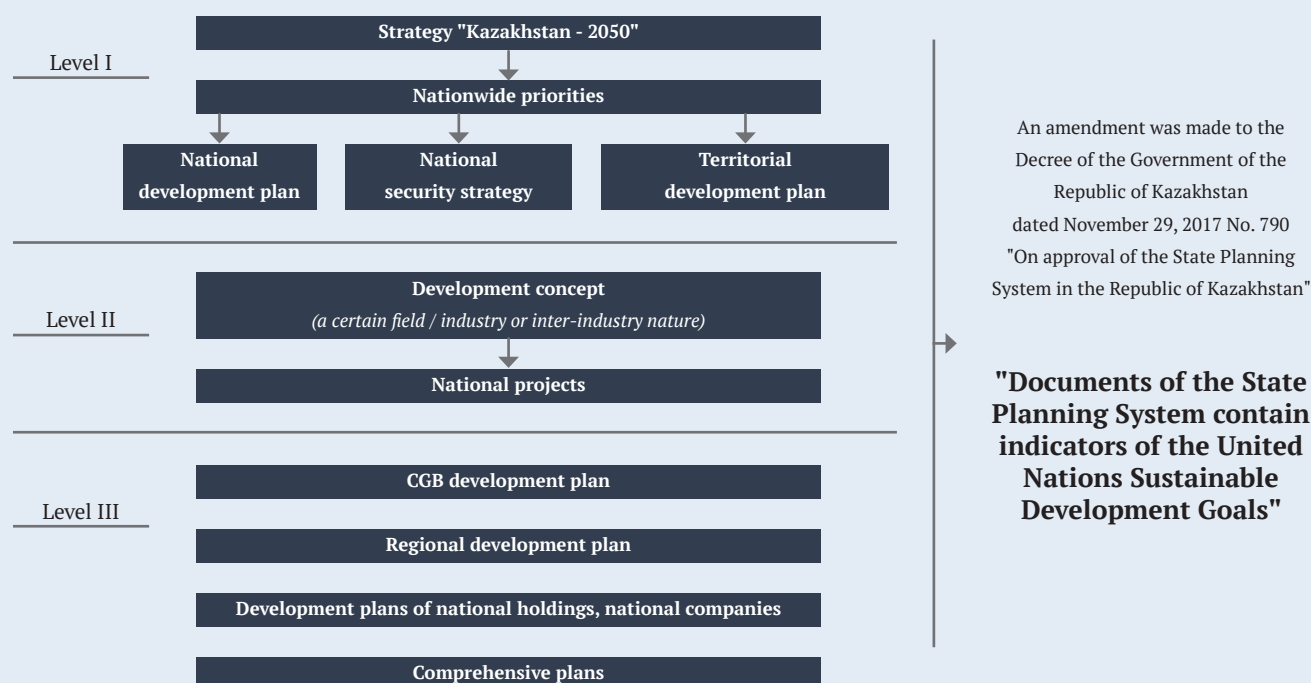 Level I
Strategy "Kazakhstan - 2050"
Nationwide priorities
National
development plan
National
security strategy
Territorial
development plan
Level II
Development concept
(a certain field / industry or inter-industry nature)
National projects
Level III
CGB development plan
Regional development plan
Development plans of national holdings, national companies
Comprehensive plans
An amendment was made to the
Decree of the Government of the
Republic of Kazakhstan
dated November 29, 2017 No. 790
"On approval of the State Planning
System in the Republic of Kazakhstan"
"Documents of the State
Planning System contain
indicators of the United
Nations Sustainable
Development Goals"